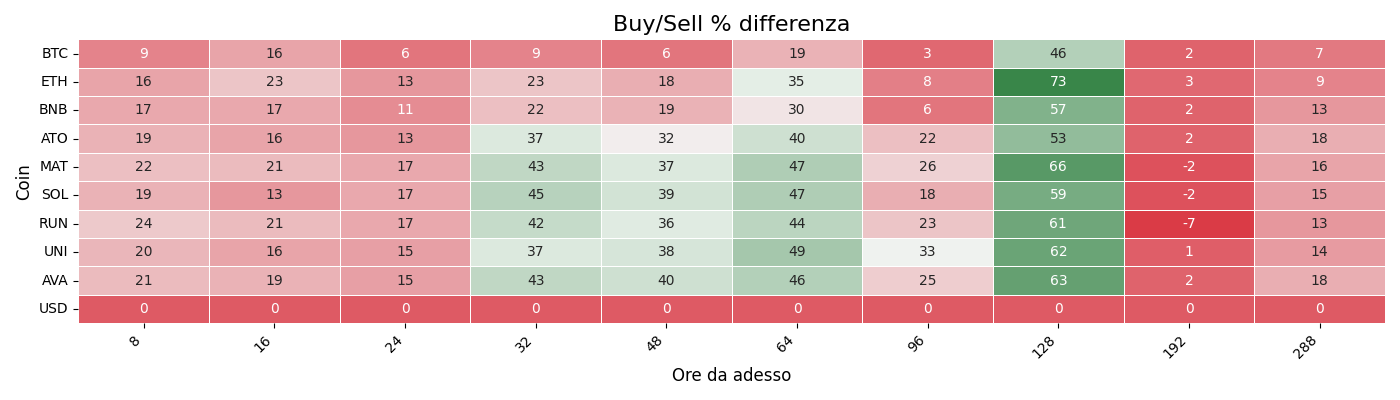 Buy/Sell % differenza
Coin
BTC 9 16 6 9 6 19 3 46 2 7
ETH 16 23 13 23 18 35 8 73 3 9
BNB 17 17 11 22 19 30 6 57 2 13
ATO 19 16 13 37 32 40 22 53 2 18
MAT 22 21 17 43 37 47 26 66 -2 16
SOL 19 13 17 45 39 47 18 59 -2 15
RUN 24 21 17 42 36 44 23 61 -7 13
UNI 20 16 15 37 38 49 33 62 1 14
AVA 21 19 15 43 40 46 25 63 2 18
USD 0 0 0 0 0 0 0 0 0 0
8 16 24 32 48 64 96 128 192 288
Ore da adesso